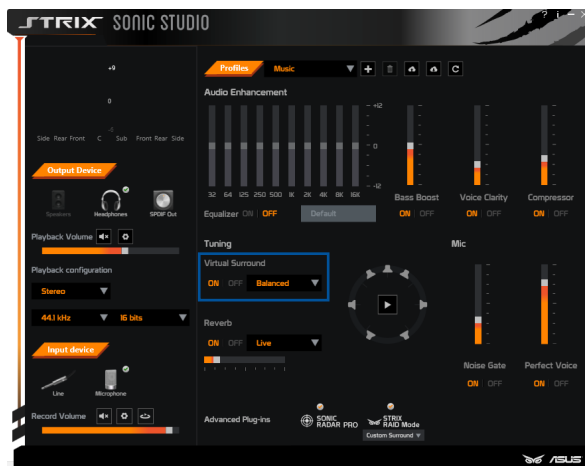 STRIX SONIC STUDIO
? i – ×
+9
0
-6
Side Rear Front C Sub Front Rear Side
Output Device
Speakers Headphones SPDIF Out
Playback Volume
Playback configuration
Stereo
44.1 kHz 16 bits
Input device
Line Microphone
Record Volume
Profiles Music
Audio Enhancement
+12
0
-12
32 64 125 250 500 1K 2K 4K 8K 16K
Equalizer ON OFF Default
Bass Boost Voice Clarity Compressor
ON OFF ON OFF ON OFF
Tuning
Virtual Surround
ON OFF Balanced
Reverb
ON OFF Live
Mic
Noise Gate Perfect Voice
ON OFF ON OFF
Advanced Plug-ins
SONIC
RADAR PRO
STRIX
RAID Mode
Custom Surround
ASUS